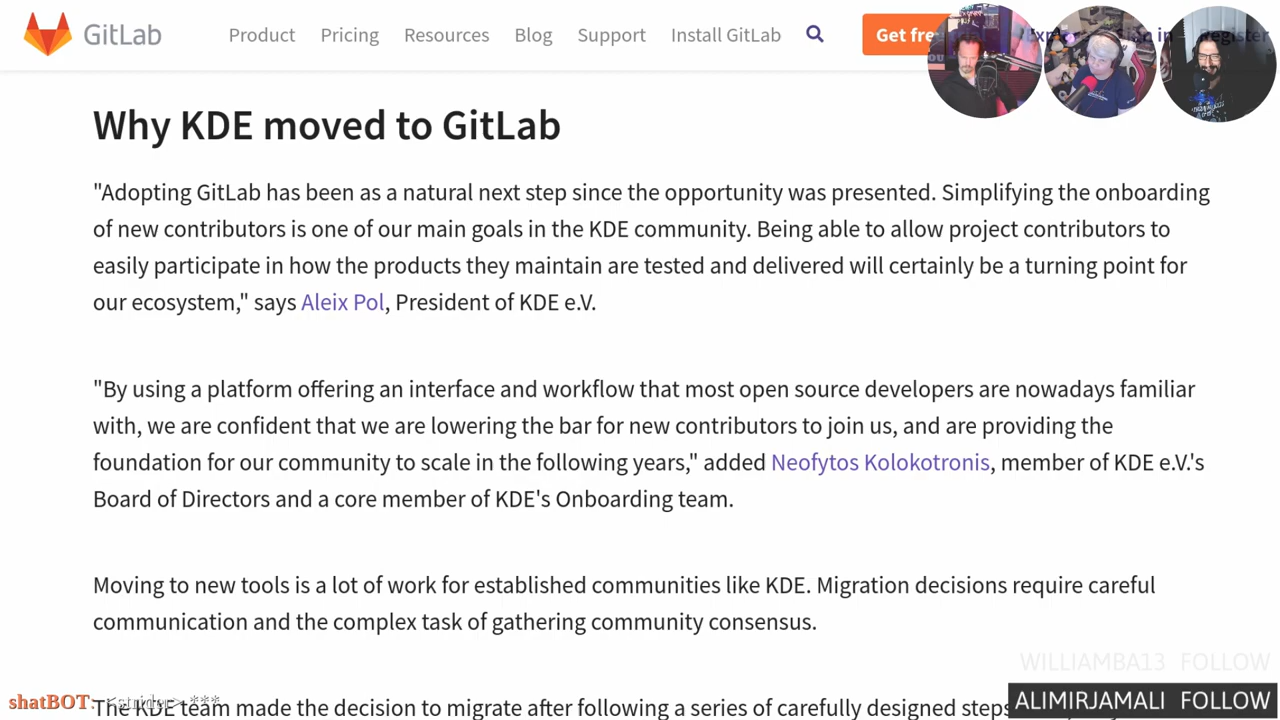 GitLab Product Pricing Resources Blog Support Install GitLab Get fre in Register
Why KDE moved to GitLab
"Adopting GitLab has been as a natural next step since the opportunity was presented. Simplifying the onboarding
of new contributors is one of our main goals in the KDE community. Being able to allow project contributors to
easily participate in how the products they maintain are tested and delivered will certainly be a turning point for
our ecosystem," says Aleix Pol, President of KDE e.V.
"By using a platform offering an interface and workflow that most open source developers are nowadays familiar
with, we are confident that we are lowering the bar for new contributors to join us, and are providing the
foundation for our community to scale in the following years," added Neofytos Kolokotronis, member of KDE e.V.'s
Board of Directors and a core member of KDE's Onboarding team.
Moving to new tools is a lot of work for established communities like KDE. Migration decisions require careful
communication and the complex task of gathering community consensus.
WILLIAMBA13 FOLLOW
shatBOT: <strider> ***
The KDE team made the decision to migrate after following a series of carefully designed steps
ALIMIRJAMALI FOLLOW